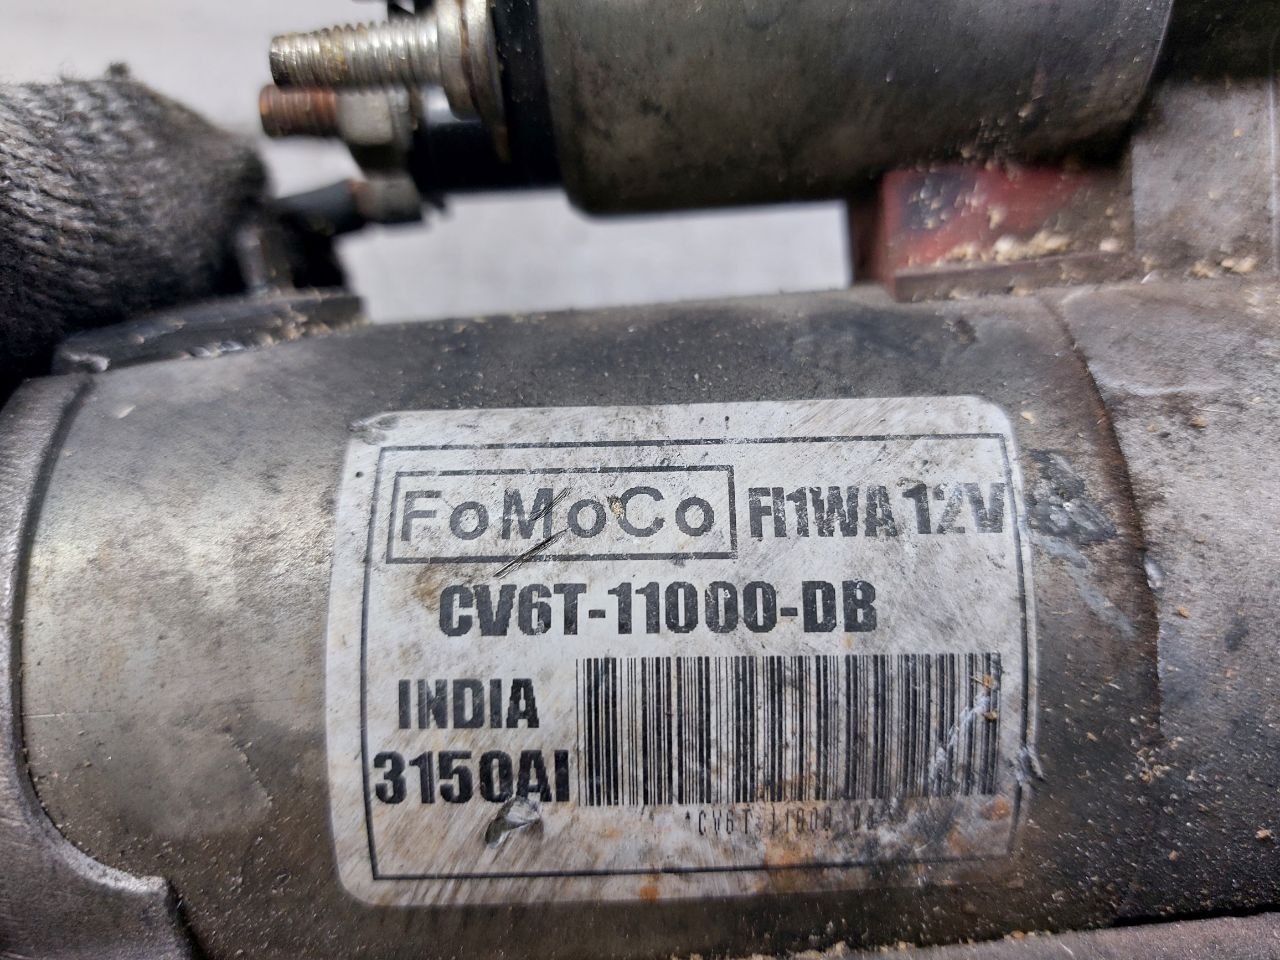 FoMoCo FI1WA 12V
CV6T-11000-DB
INDIA
3150AI